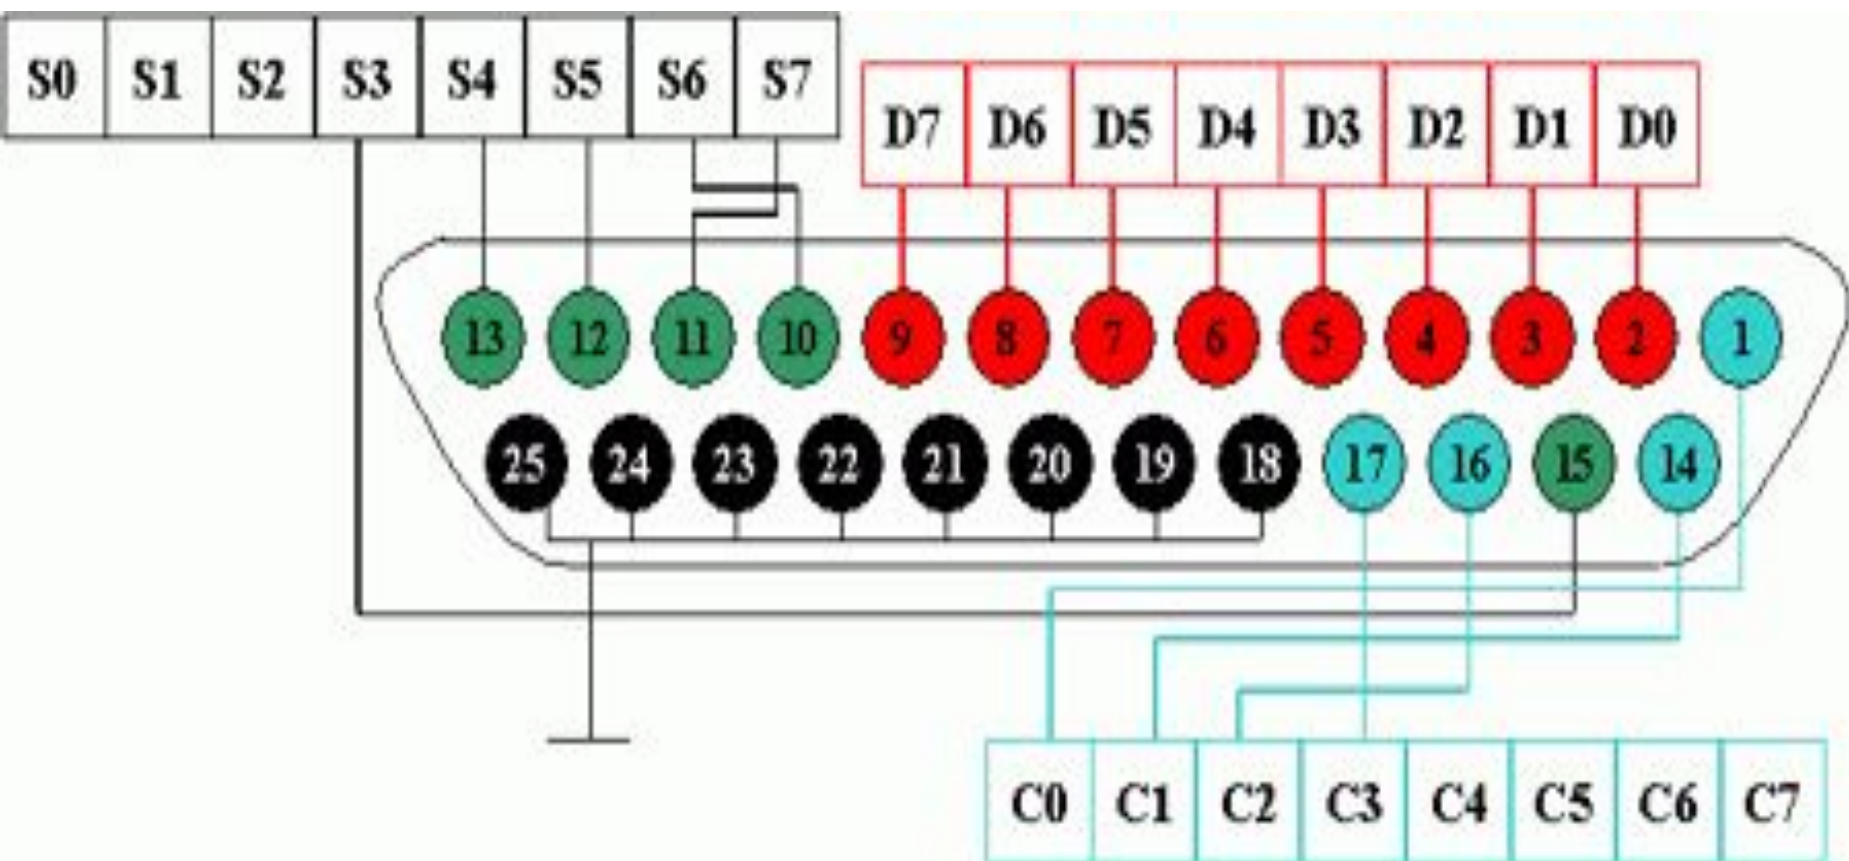 S0 S1 S2 S3 S4 S5 S6 S7
D7 D6 D5 D4 D3 D2 D1 D0
13 12 11 10 9 8 7 6 5 4 3 2 1
25 24 23 22 21 20 19 18 17 16 15 14
C0 C1 C2 C3 C4 C5 C6 C7